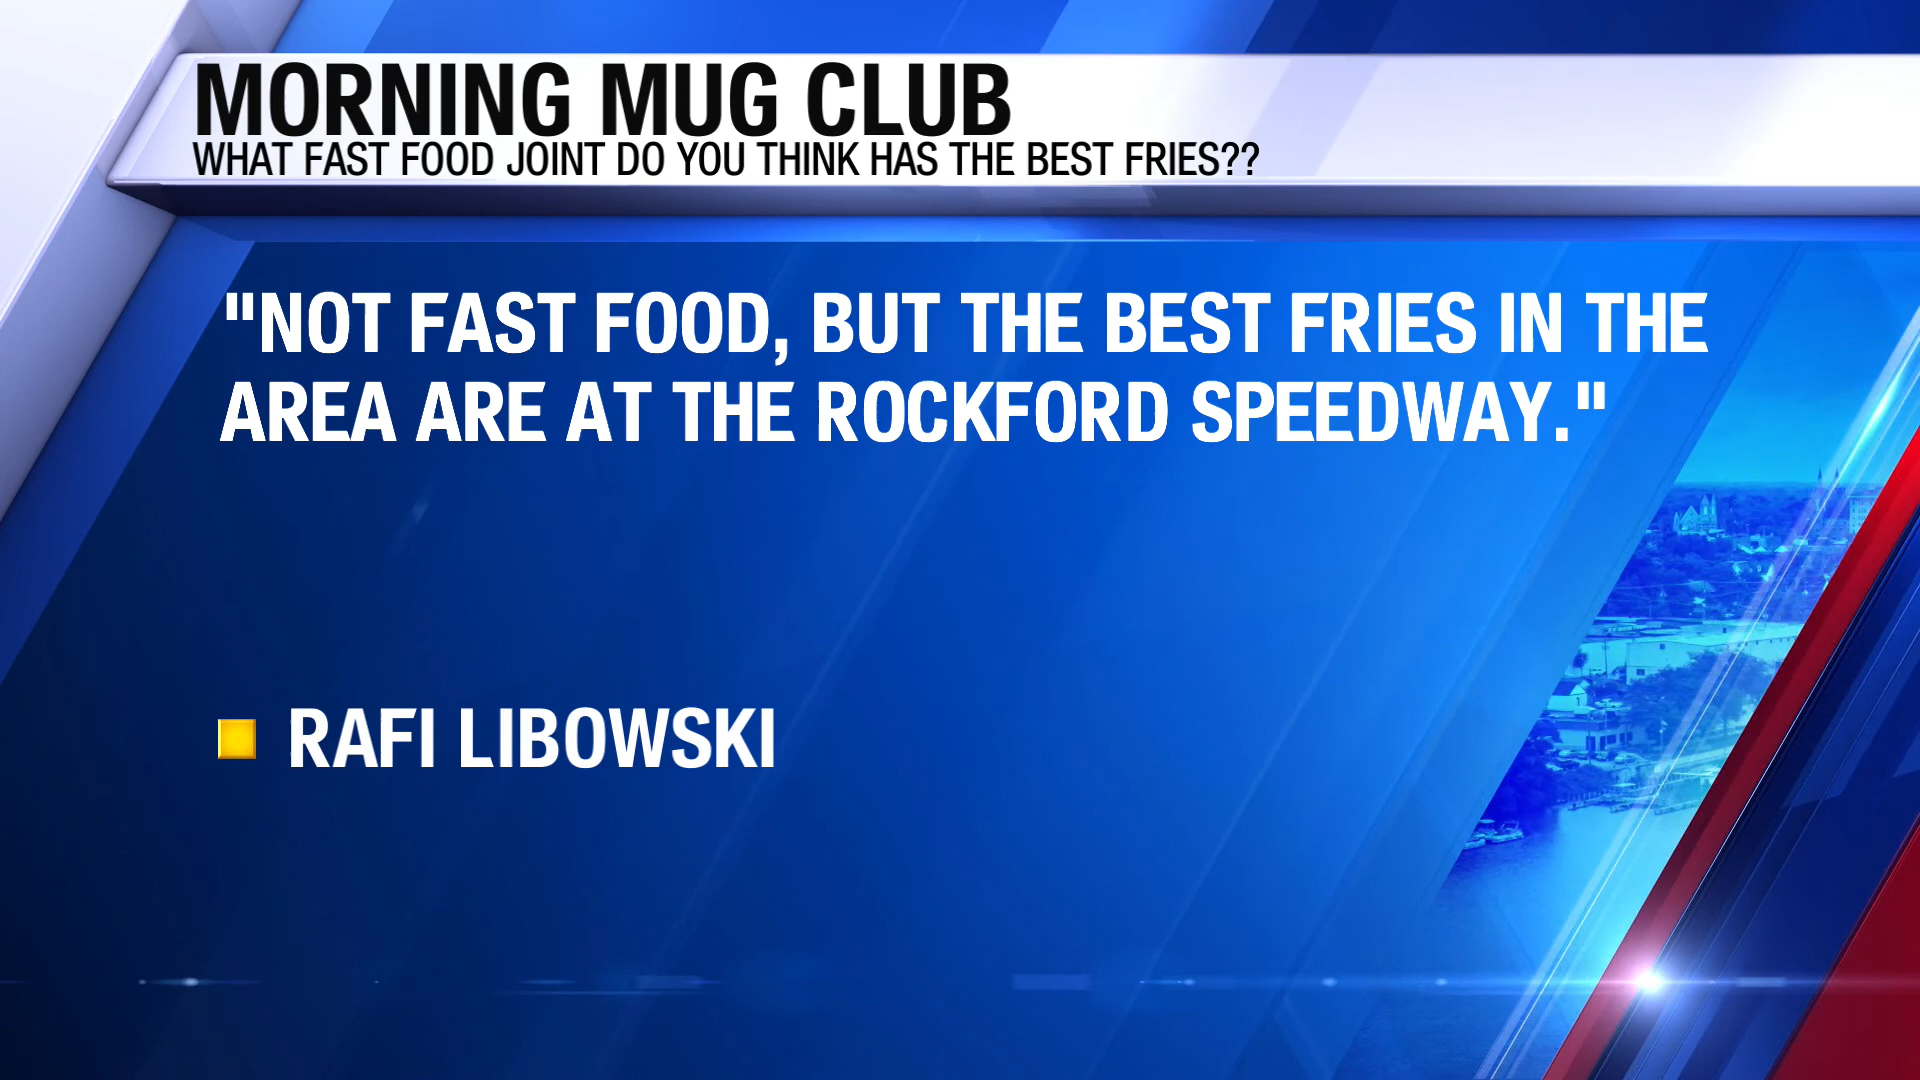 MORNING MUG CLUB
WHAT FAST FOOD JOINT DO YOU THINK HAS THE BEST FRIES??
"NOT FAST FOOD, BUT THE BEST FRIES IN THE
AREA ARE AT THE ROCKFORD SPEEDWAY."
RAFI LIBOWSKI